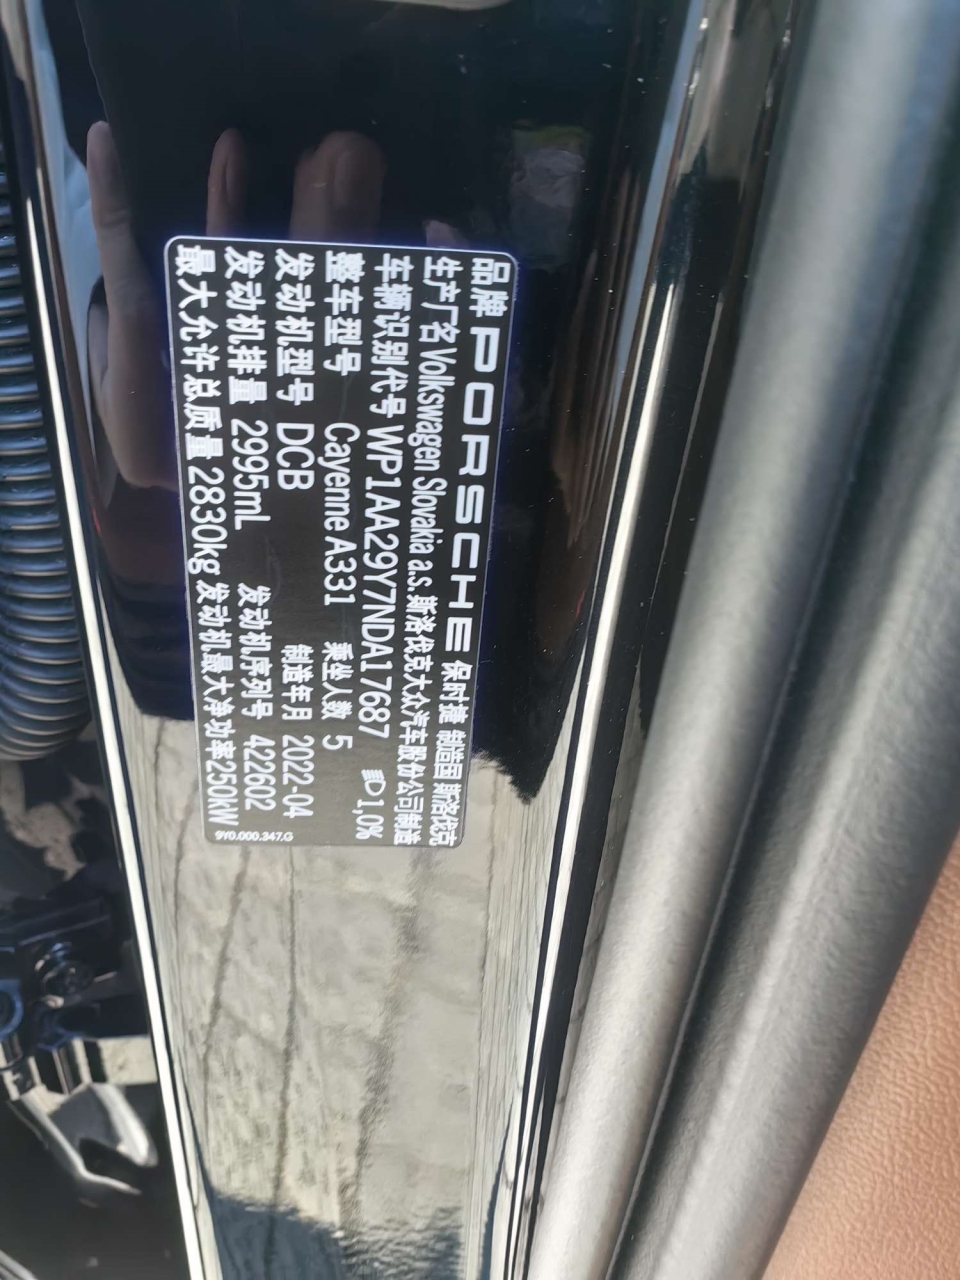 品牌 PORSCHE 保时捷 制造国 斯洛伐克
生产厂名 Volkswagen Slovakia a.s. 斯洛伐克大众汽车股份公司制造
车辆识别代号 WP1AA29Y7NDA17687 1,0%
整车型号 Cayenne A331 乘坐人数 5
发动机型号 DCB 制造年月 2022-04
发动机排量 2995mL 发动机序列号 422602
最大允许总质量 2830kg 发动机最大净功率250kW
9Y0.000.347.G